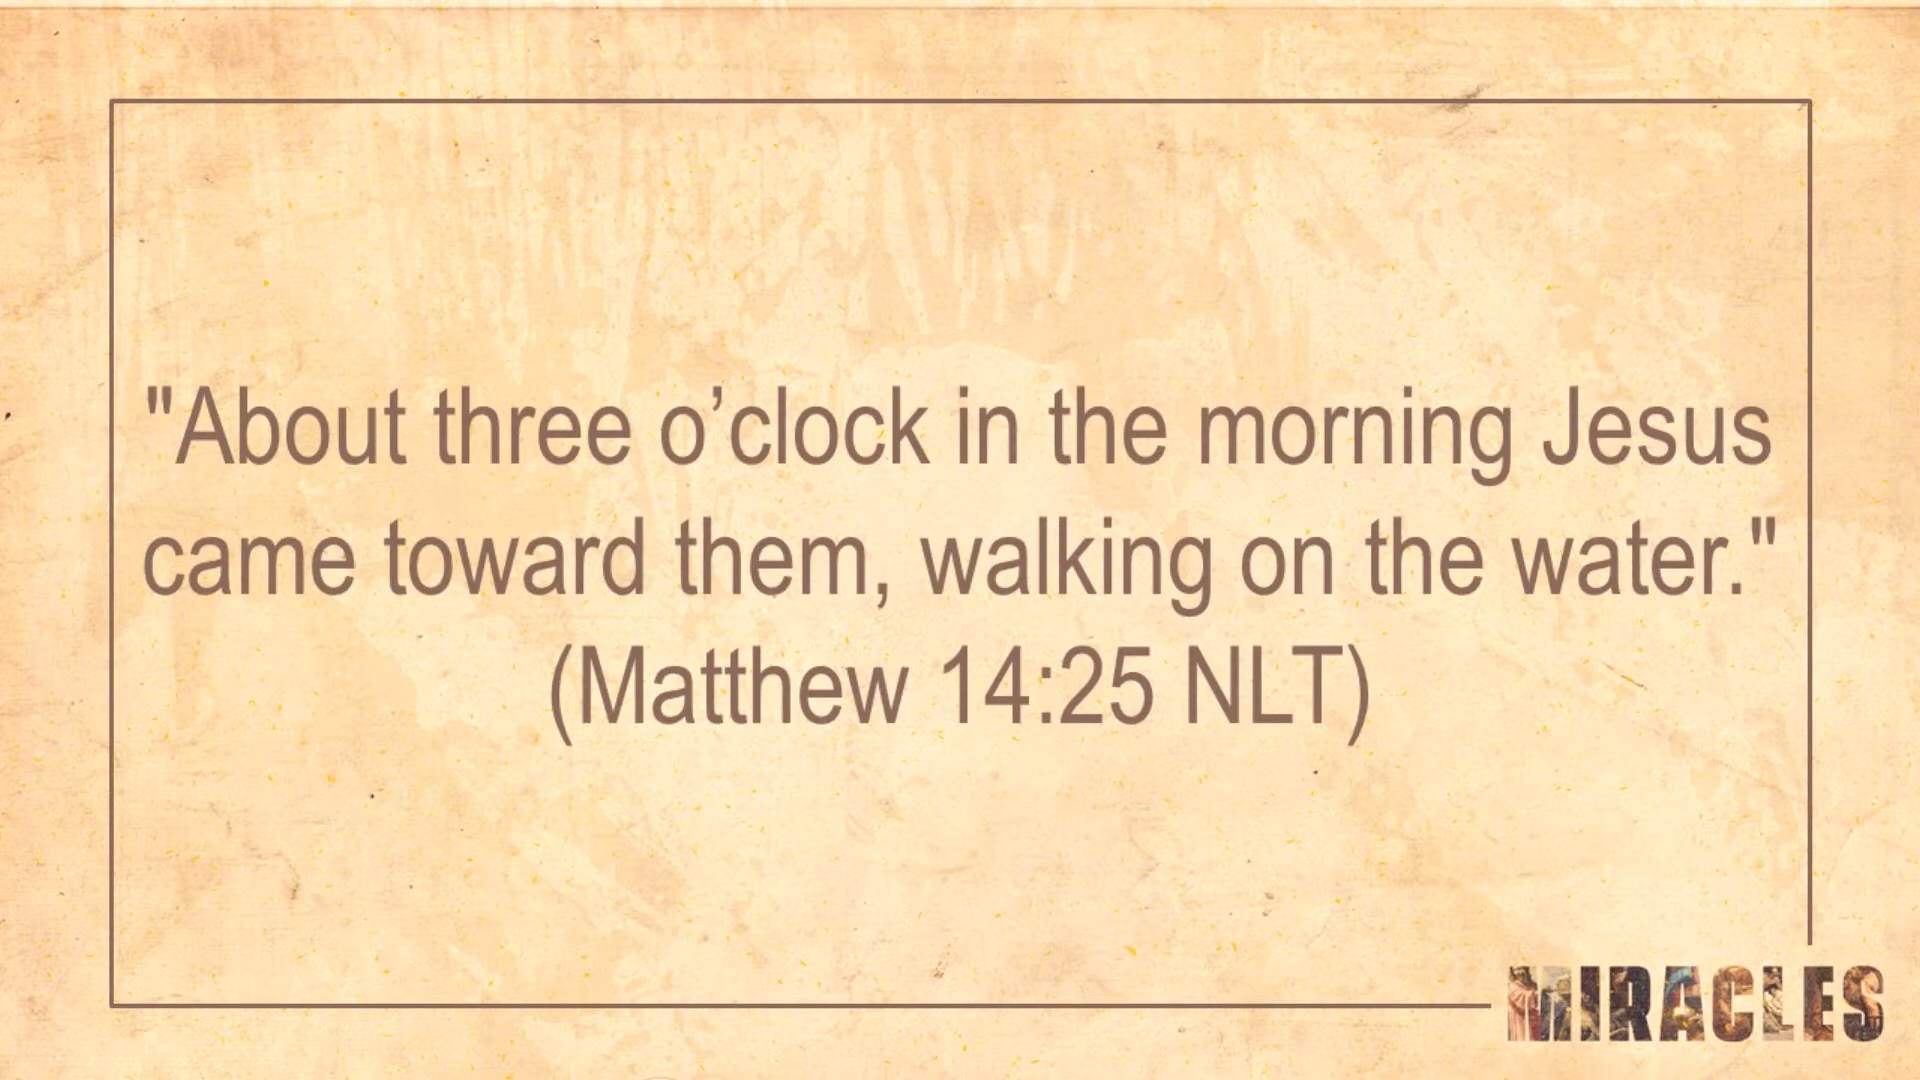 "About three o’clock in the morning Jesus
came toward them, walking on the water."
(Matthew 14:25 NLT)
MIRACLES